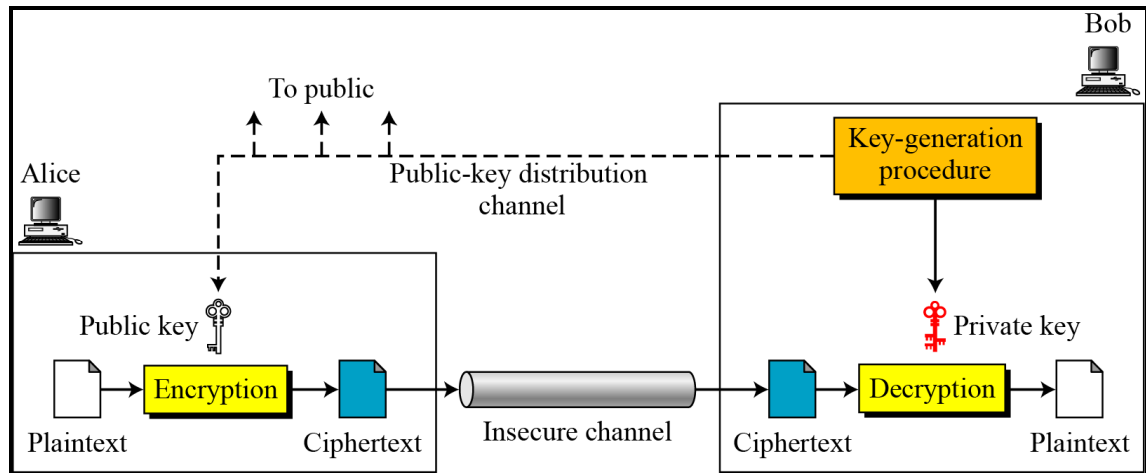 Bob
To public
Key-generation
procedure
Public-key distribution
channel
Alice
Public key
Private key
Encryption
Decryption
Plaintext
Ciphertext
Insecure channel
Ciphertext
Plaintext